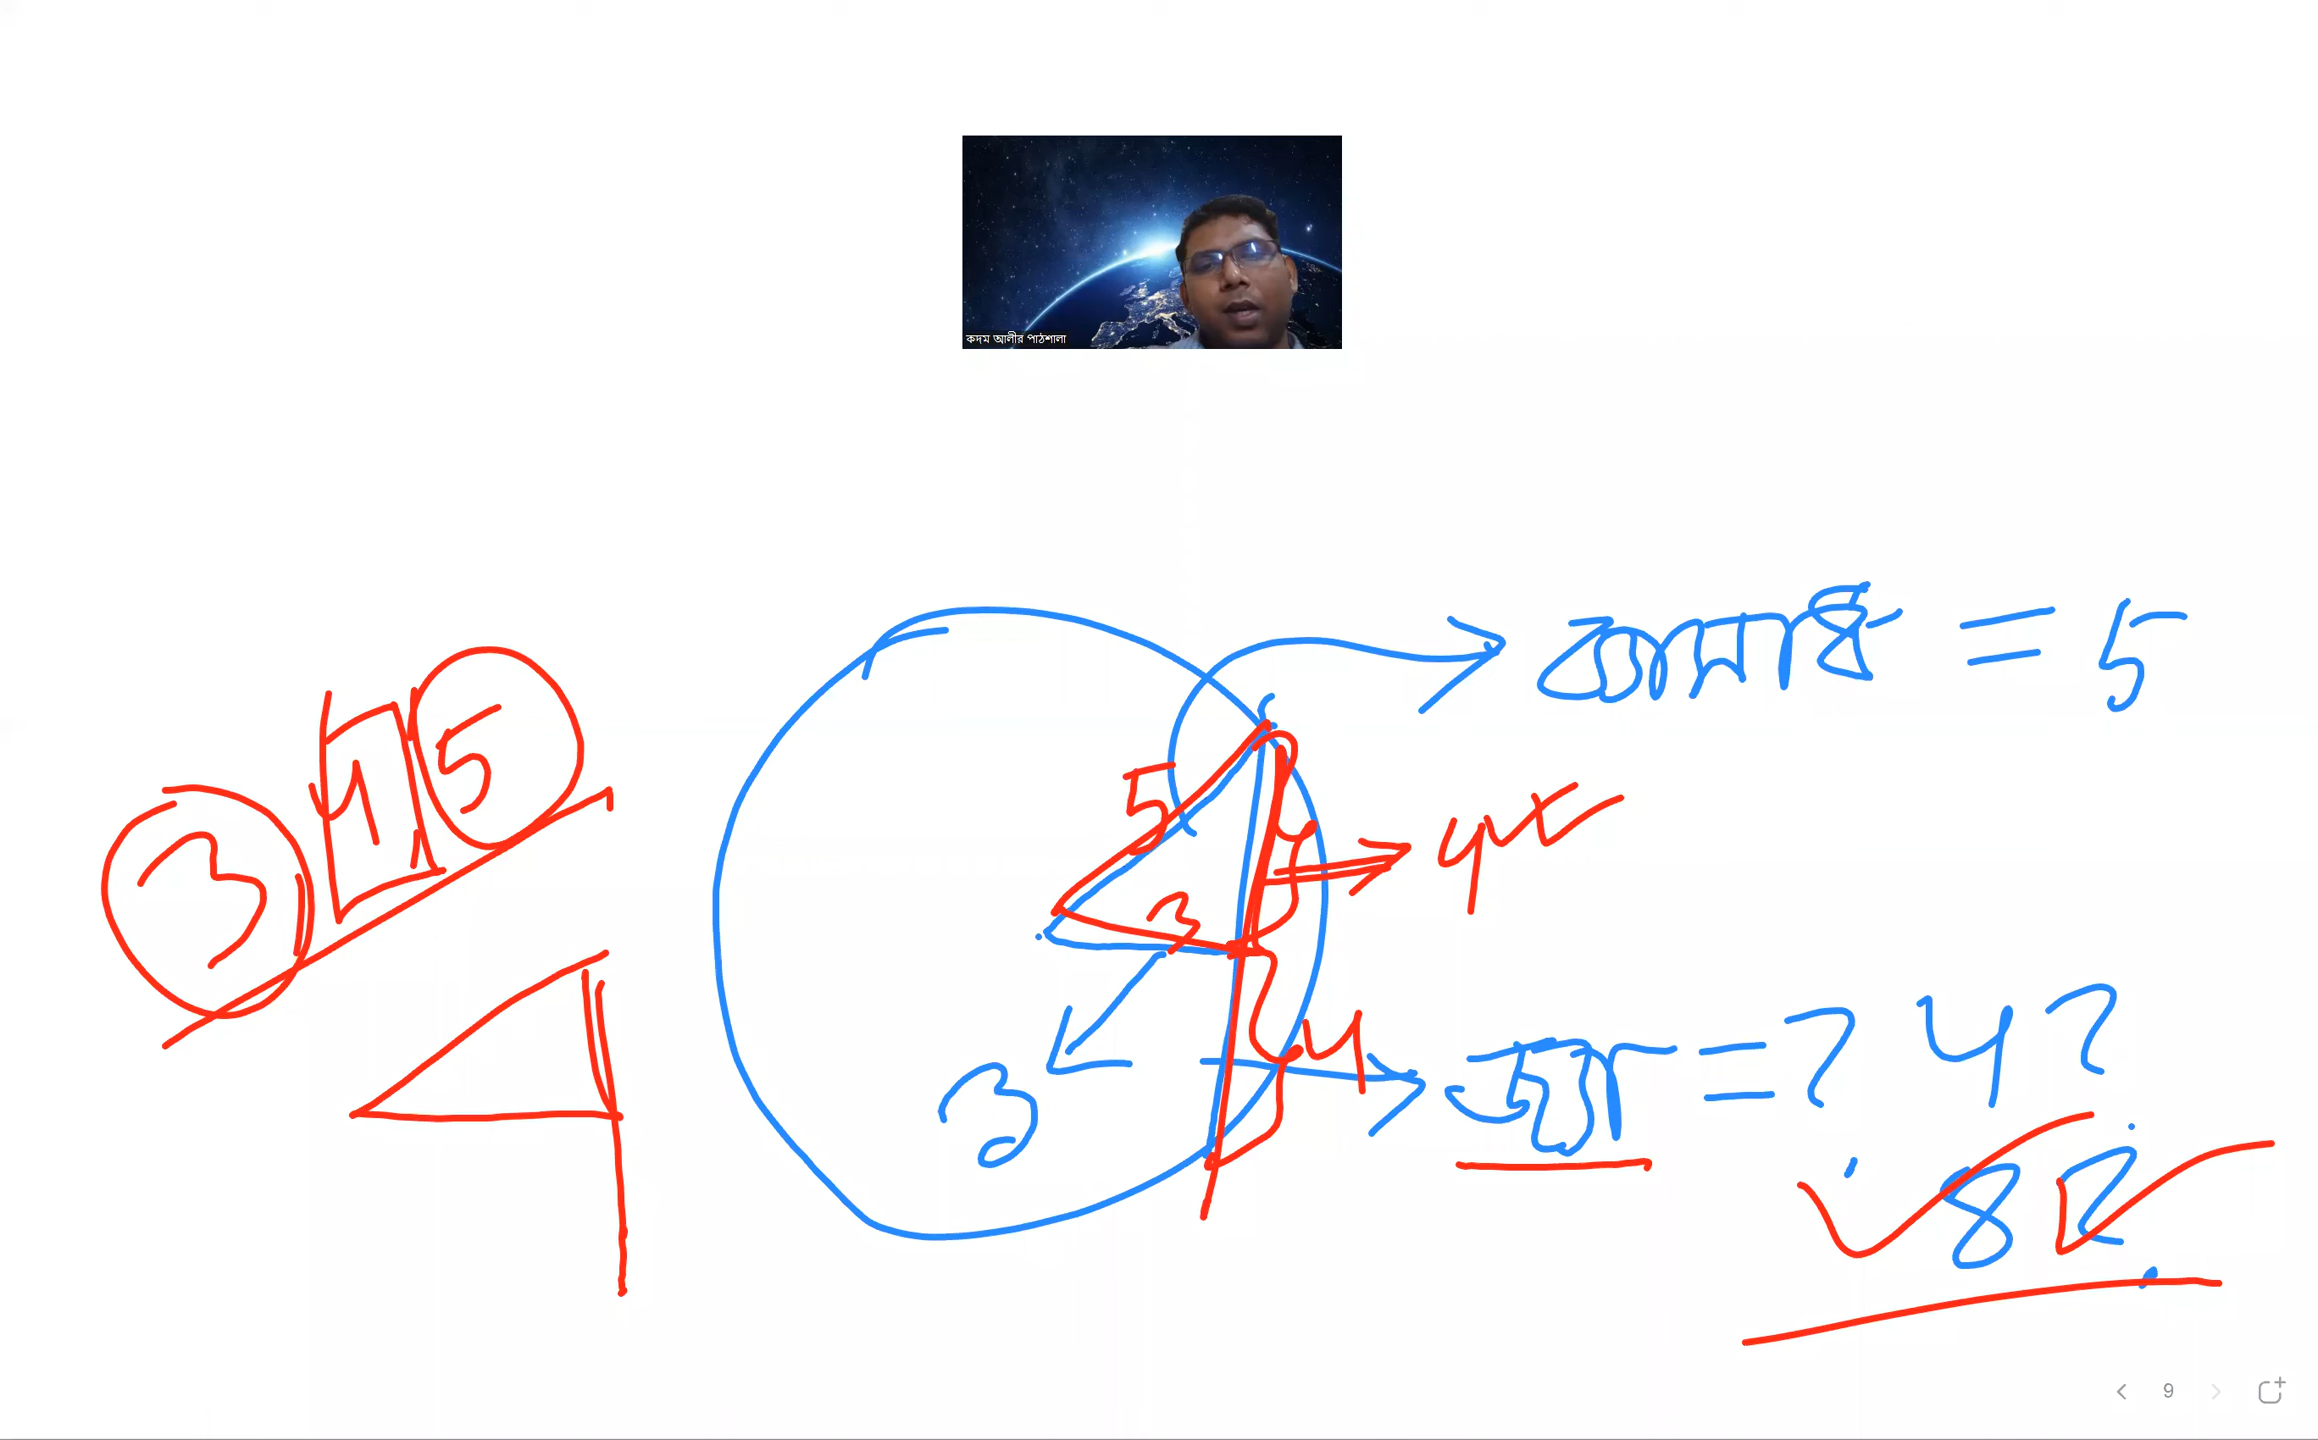 কদম আলীর পাঠশালা
ব্যাসার্ধ = 5
5
3 4 5
4
3
4
4
3
জ্যা = ? 4 ?
8
9